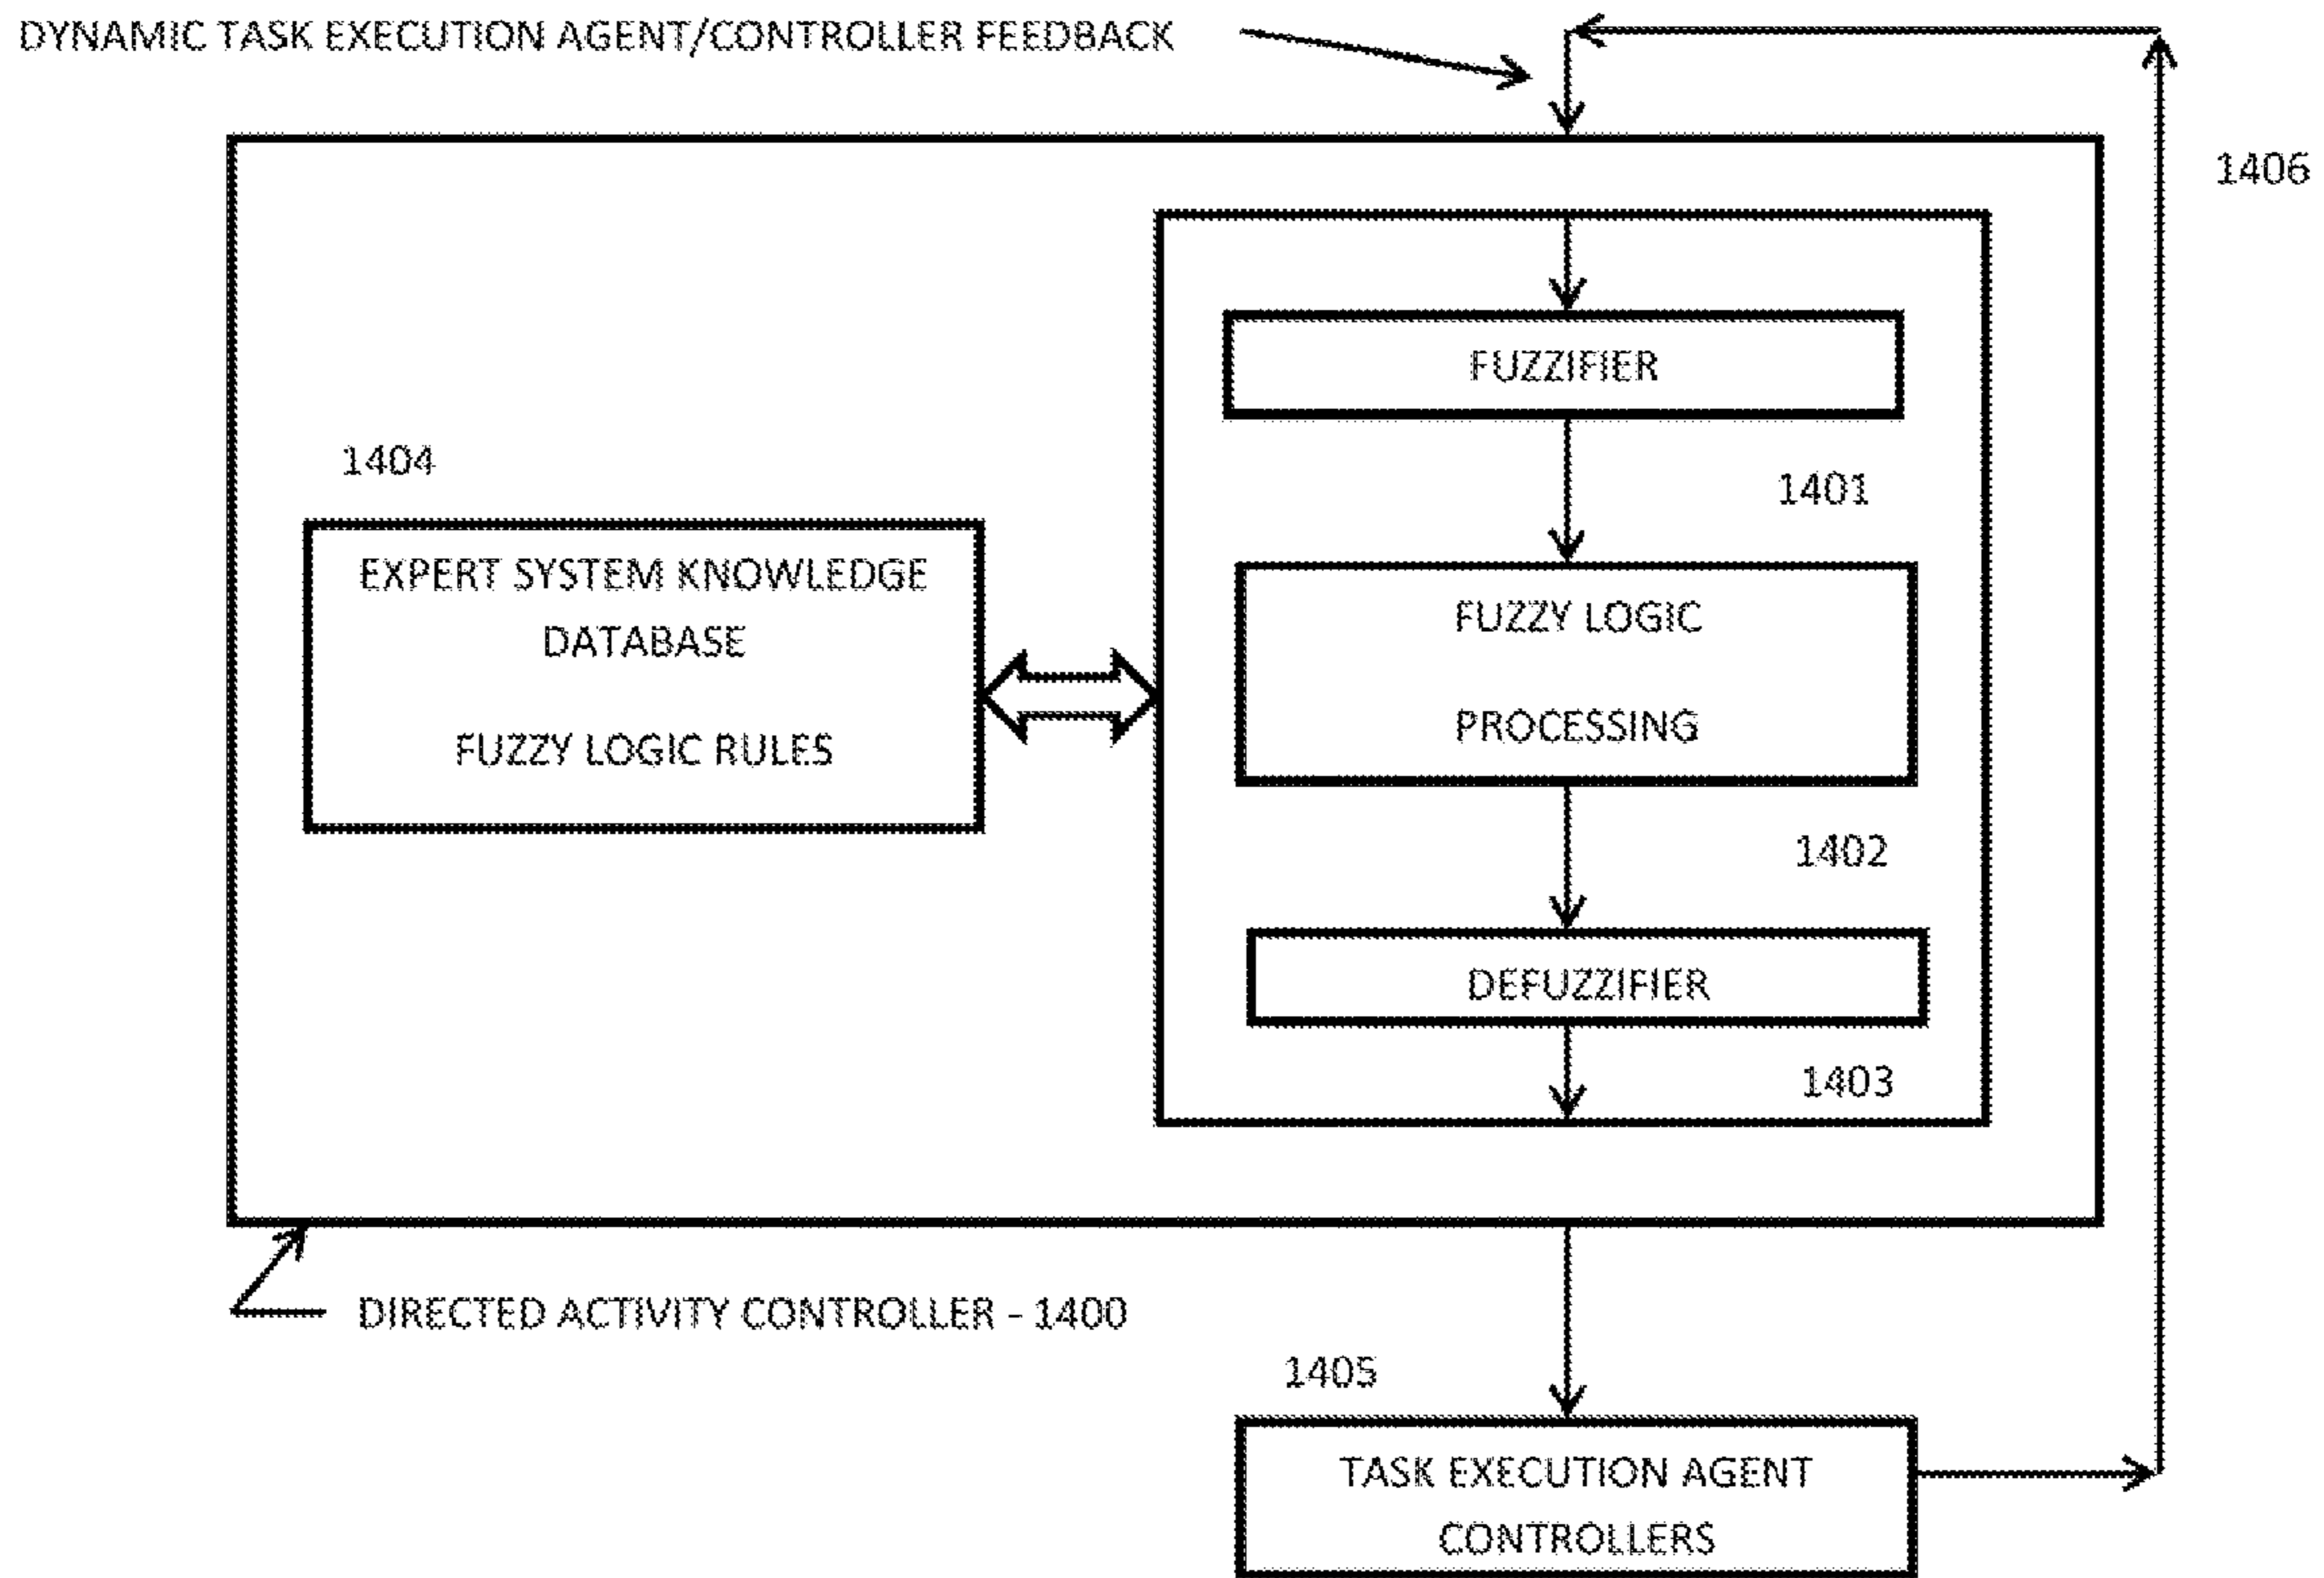 DYNAMIC TASK EXECUTION AGENT/CONTROLLER FEEDBACK
1406
FUZZIFIER
1401
1404
EXPERT SYSTEM KNOWLEDGE
DATABASE
FUZZY LOGIC RULES
FUZZY LOGIC
PROCESSING
1402
DEFUZZIFIER
1403
DIRECTED ACTIVITY CONTROLLER - 1400
1405
TASK EXECUTION AGENT
CONTROLLERS